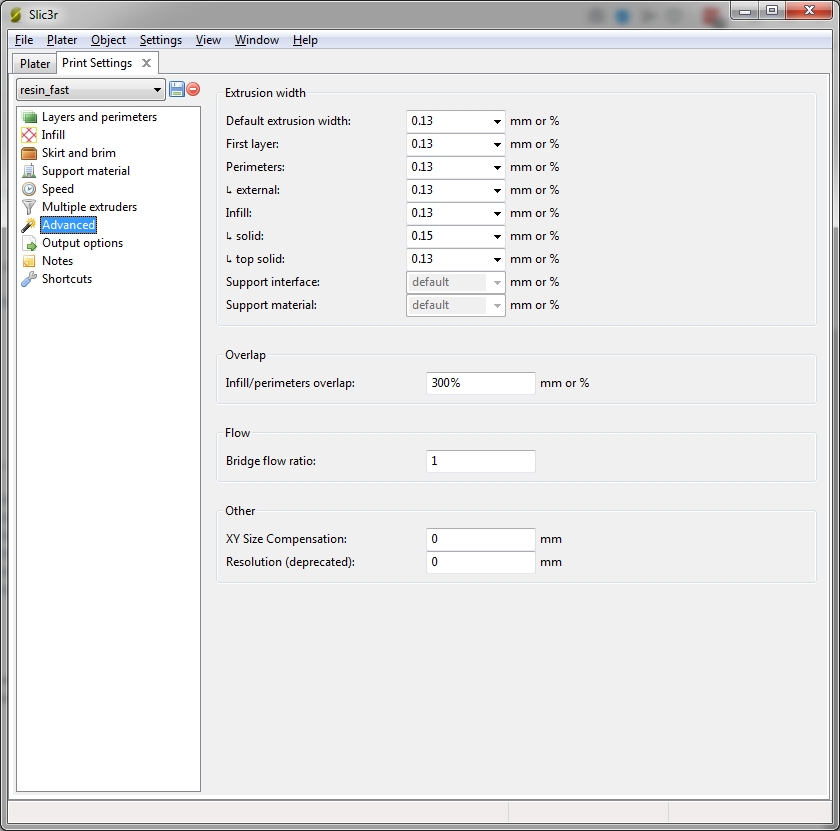 Slic3r
File Plater Object Settings View Window Help
Plater Print Settings
resin_fast
Layers and perimeters
Infill
Skirt and brim
Support material
Speed
Multiple extruders
Advanced
Output options
Notes
Shortcuts
Extrusion width
Default extrusion width: 0.13 mm or %
First layer: 0.13 mm or %
Perimeters: 0.13 mm or %
↳ external: 0.13 mm or %
Infill: 0.13 mm or %
↳ solid: 0.15 mm or %
↳ top solid: 0.13 mm or %
Support interface: default mm or %
Support material: default mm or %
Overlap
Infill/perimeters overlap: 300% mm or %
Flow
Bridge flow ratio: 1
Other
XY Size Compensation: 0 mm
Resolution (deprecated): 0 mm